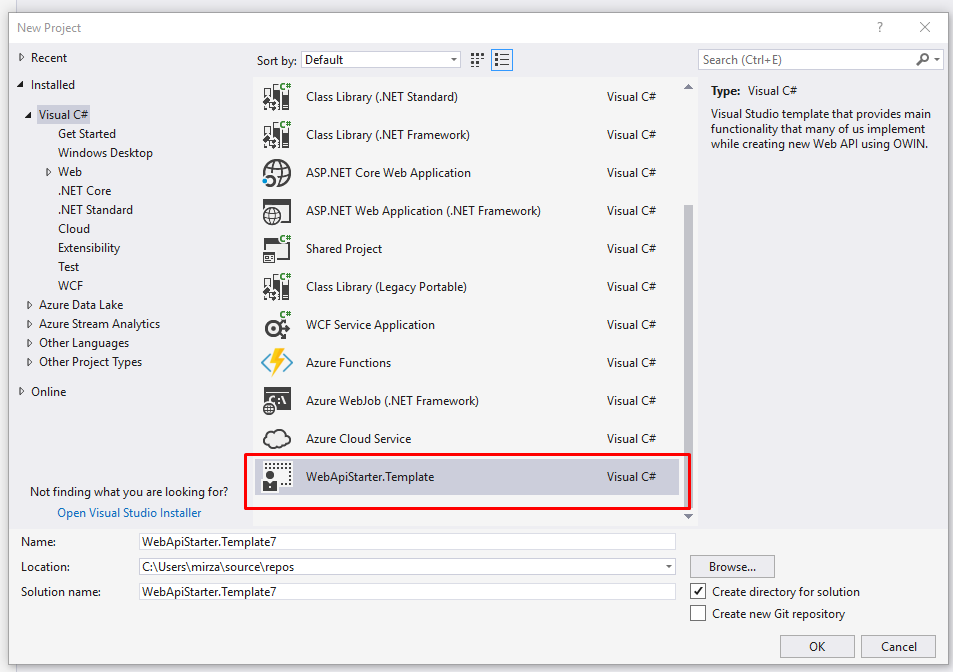 New Project
?
Recent
Installed
Visual C#
Get Started
Windows Desktop
Web
.NET Core
.NET Standard
Cloud
Extensibility
Test
WCF
Azure Data Lake
Azure Stream Analytics
Other Languages
Other Project Types
Online
Not finding what you are looking for?
Open Visual Studio Installer
Sort by: Default
C# Class Library (.NET Standard) Visual C#
C# Class Library (.NET Framework) Visual C#
ASP.NET Core Web Application Visual C#
ASP.NET Web Application (.NET Framework) Visual C#
C# Shared Project Visual C#
C# Class Library (Legacy Portable) Visual C#
C# WCF Service Application Visual C#
Azure Functions Visual C#
C:\ Azure WebJob (.NET Framework) Visual C#
Azure Cloud Service Visual C#
WebApiStarter.Template Visual C#
Search (Ctrl+E)
Type: Visual C#
Visual Studio template that provides main
functionality that many of us implement
while creating new Web API using OWIN.
Name: WebApiStarter.Template7
Location: C:\Users\mirza\source\repos
Solution name: WebApiStarter.Template7
Browse...
Create directory for solution
Create new Git repository
OK
Cancel